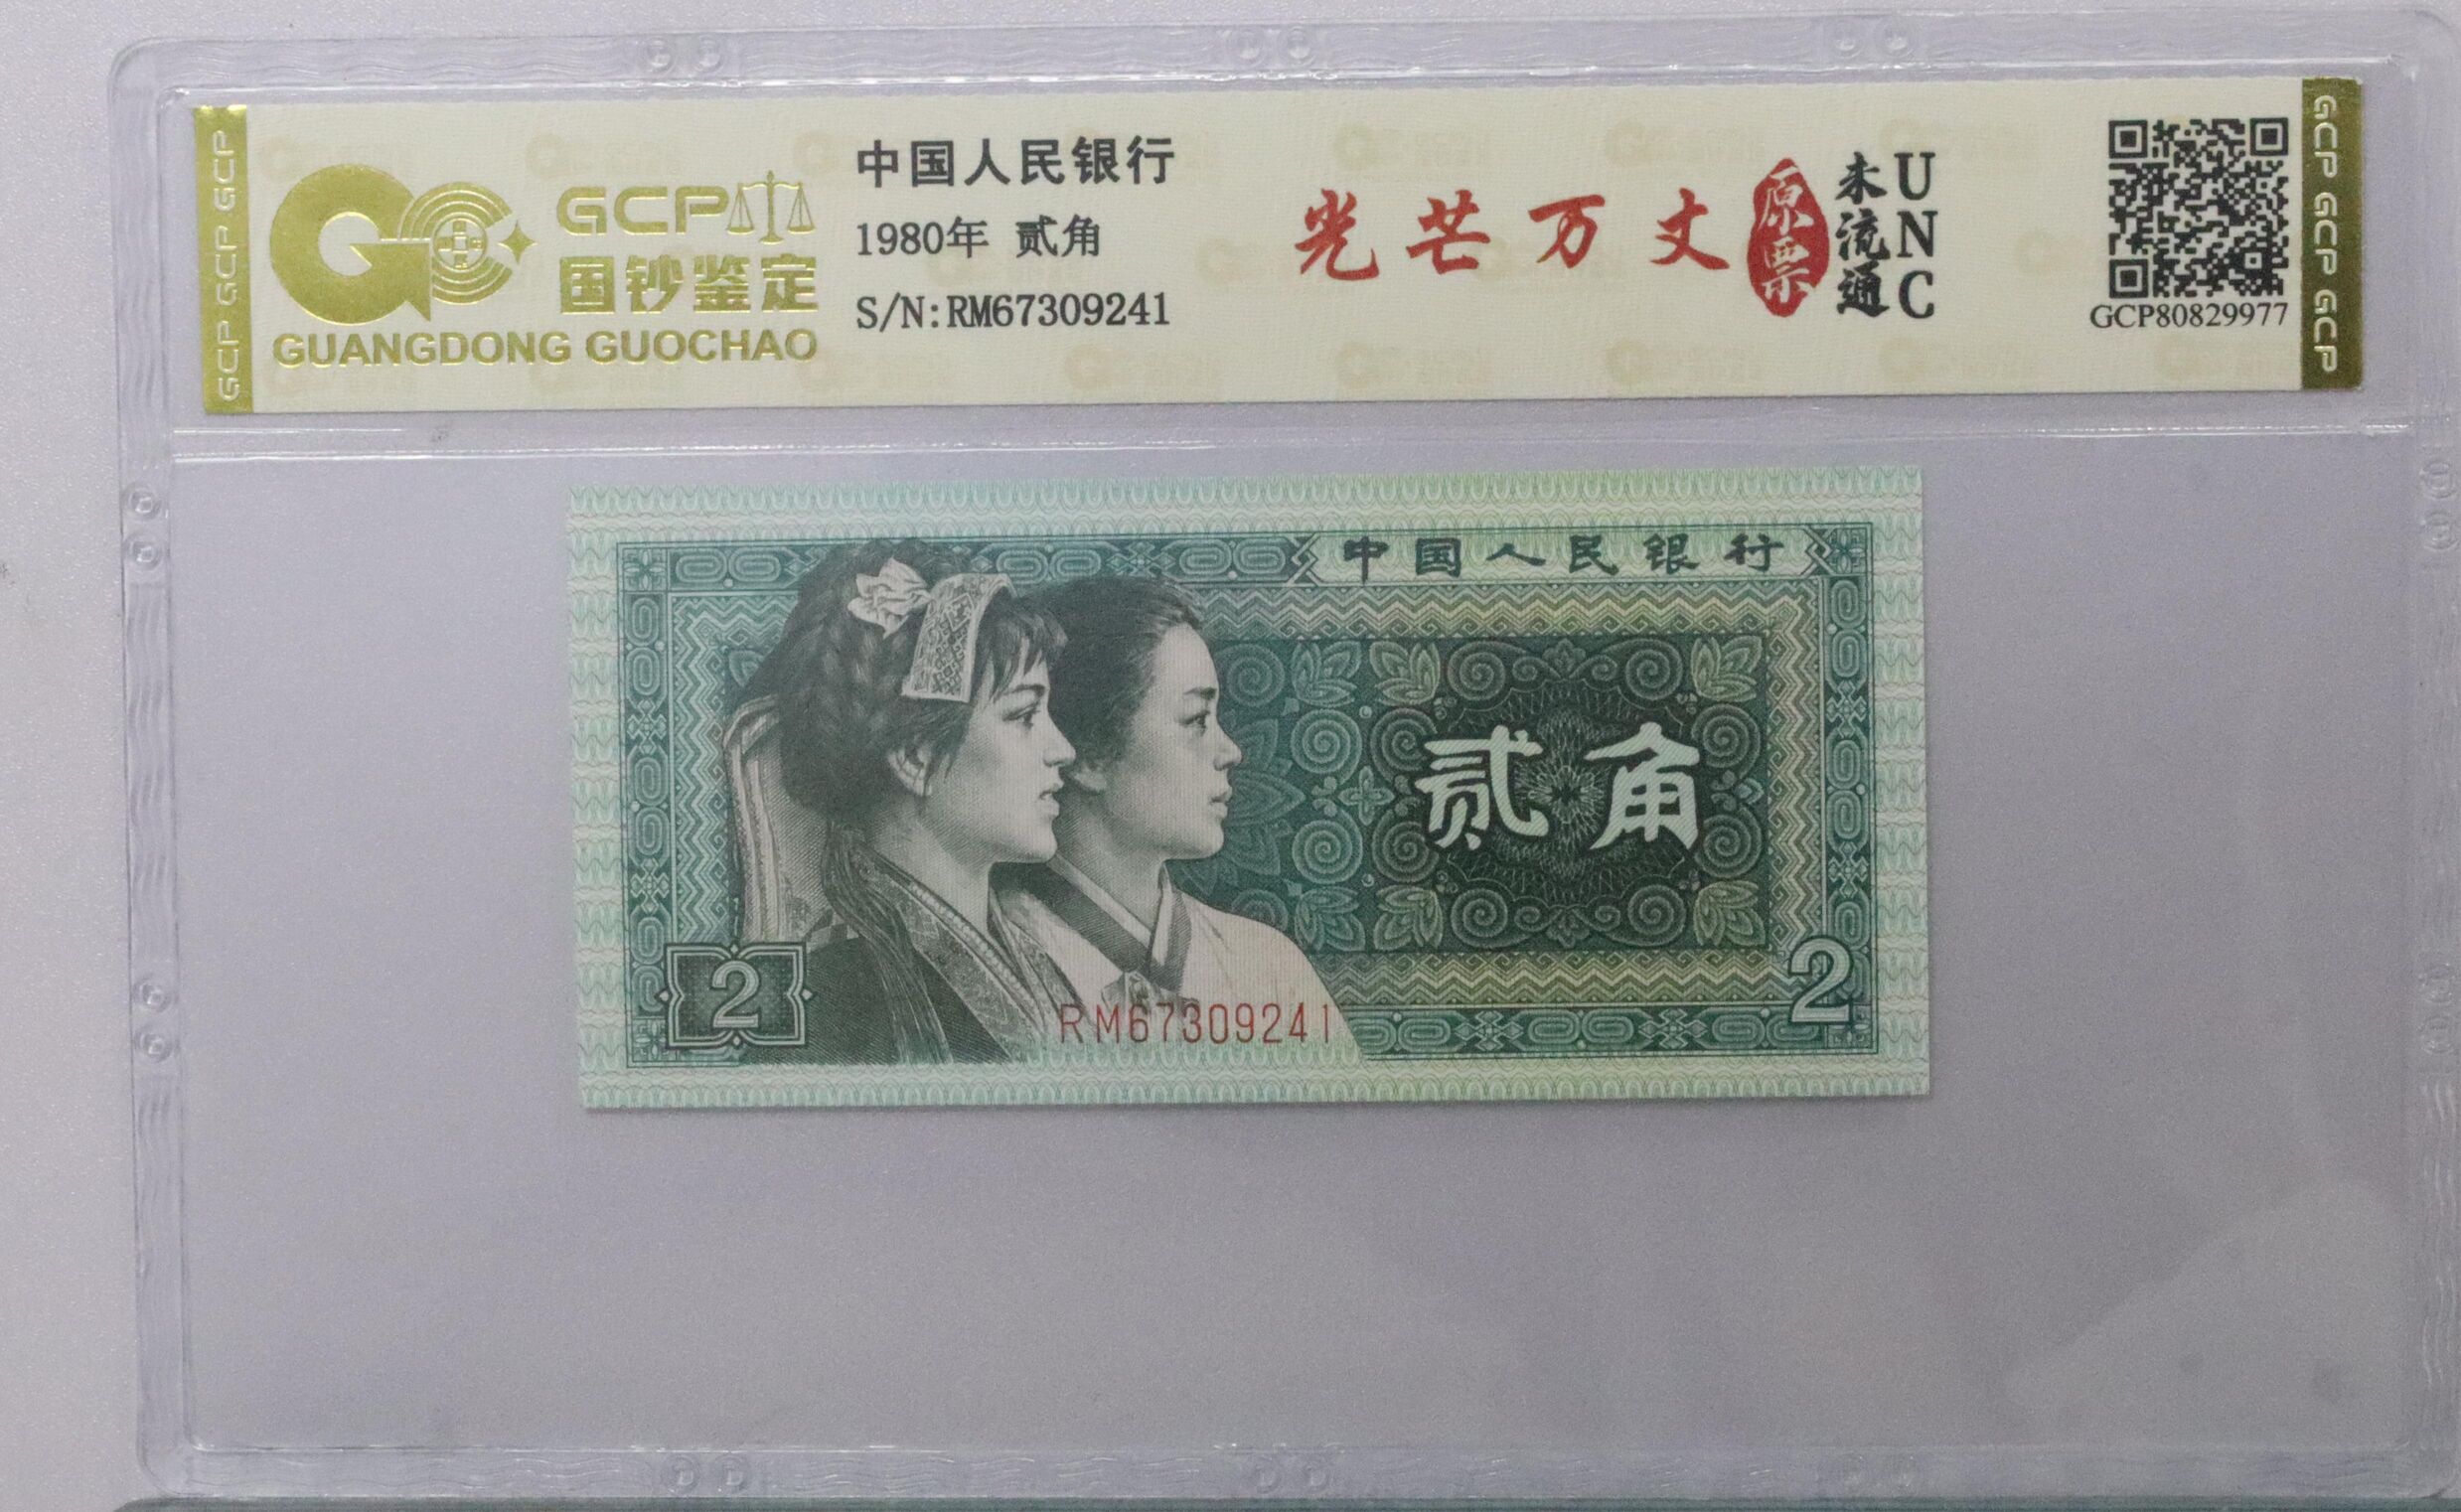 GCP GCP GCP
GCP
国钞鉴定
GUANGDONG GUOCHAO
中国人民银行
1980年 贰角
S/N:RM67309241
光芒万丈
原票
未流通
UNC
GCP80829977
GCP GCP GCP GCP
中国人民银行
贰角
2
RM67309241
2